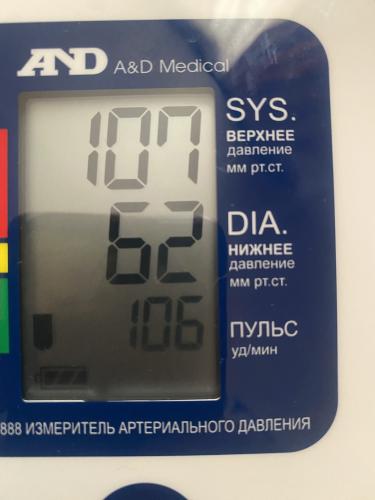 AND A&D Medical
107 SYS.
ВЕРХНЕЕ
давление
мм рт.ст.
62 DIA.
НИЖНЕЕ
давление
мм рт.ст.
106 ПУЛЬС
уд/мин
888 ИЗМЕРИТЕЛЬ АРТЕРИАЛЬНОГО ДАВЛЕНИЯ